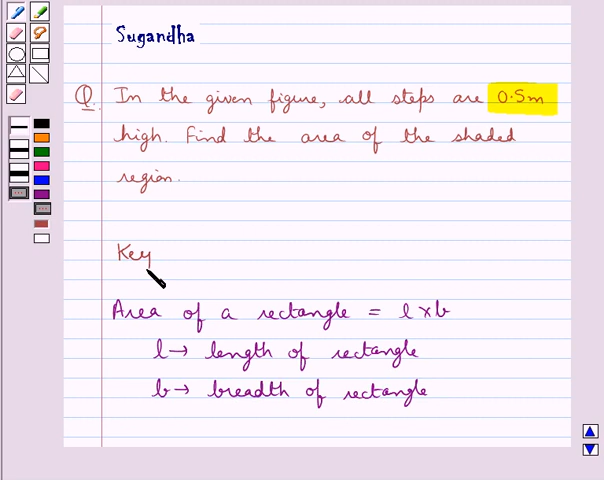 Sugandha
Q. In the given figure, all steps are 0.5m
high. Find the area of the shaded
region.
Key
Area of a rectangle = l × b
l → length of rectangle
b → breadth of rectangle